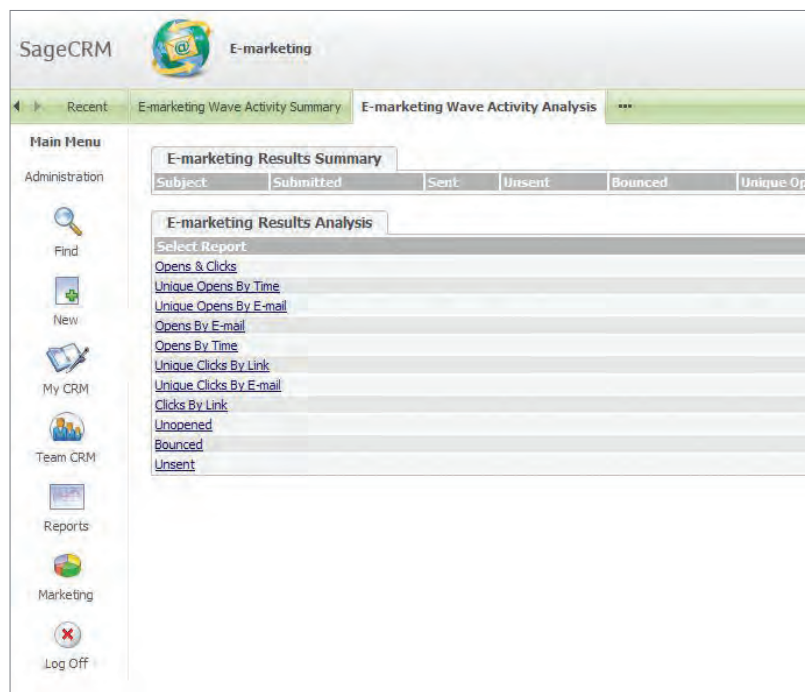 SageCRM
E-marketing
Recent
E-marketing Wave Activity Summary
E-marketing Wave Activity Analysis
Main Menu
Administration
Find
New
My CRM
Team CRM
Reports
Marketing
Log Off
E-marketing Results Summary
Subject Submitted Sent Unsent Bounced Unique Op
E-marketing Results Analysis
Select Report
Opens & Clicks
Unique Opens By Time
Unique Opens By E-mail
Opens By E-mail
Opens By Time
Unique Clicks By Link
Unique Clicks By E-mail
Clicks By Link
Unopened
Bounced
Unsent